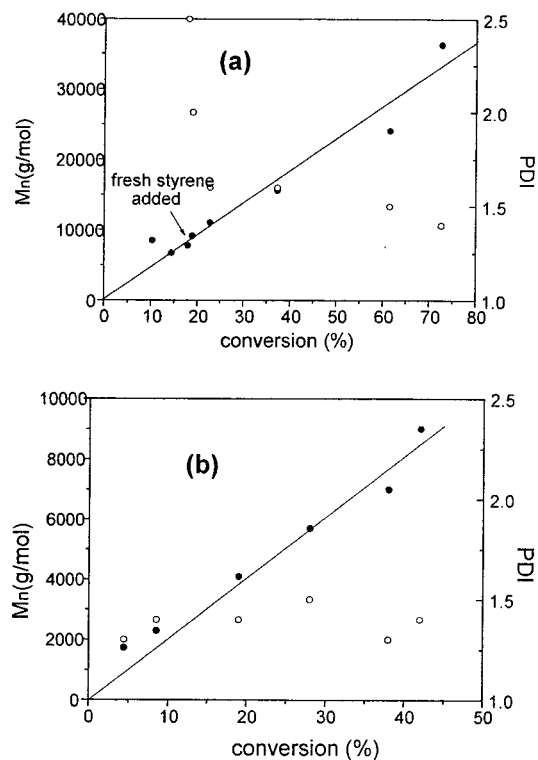 (a)
40000
30000
20000
10000
0
Mn(g/mol)
fresh styrene
added
2.5
2.0
1.5
1.0
PDI
0 10 20 30 40 50 60 70 80
conversion (%)
(b)
10000
8000
6000
4000
2000
0
Mn(g/mol)
2.5
2.0
1.5
1.0
PDI
0 10 20 30 40 50
conversion (%)